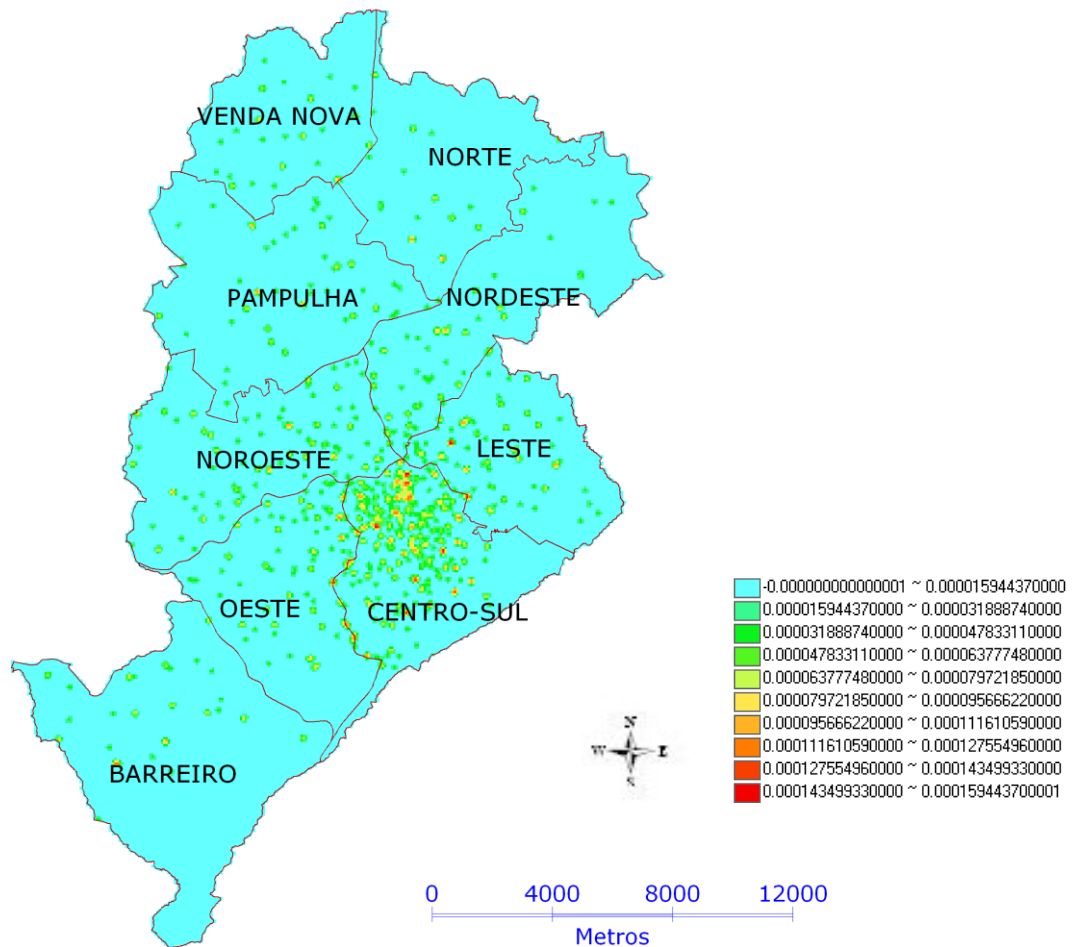 VENDA NOVA
NORTE
PAMPULHA
NORDESTE
NOROESTE
LESTE
OESTE
CENTRO-SUL
BARREIRO
-0.000000000000001 ~ 0.000015944370000
0.000015944370000 ~ 0.000031888740000
0.000031888740000 ~ 0.000047833110000
0.000047833110000 ~ 0.000063777480000
0.000063777480000 ~ 0.000079721850000
0.000079721850000 ~ 0.000095666220000
0.000095666220000 ~ 0.000111610590000
0.000111610590000 ~ 0.000127554960000
0.000127554960000 ~ 0.000143499330000
0.000143499330000 ~ 0.000159443700001
N
W E
S
0 4000 8000 12000
Metros